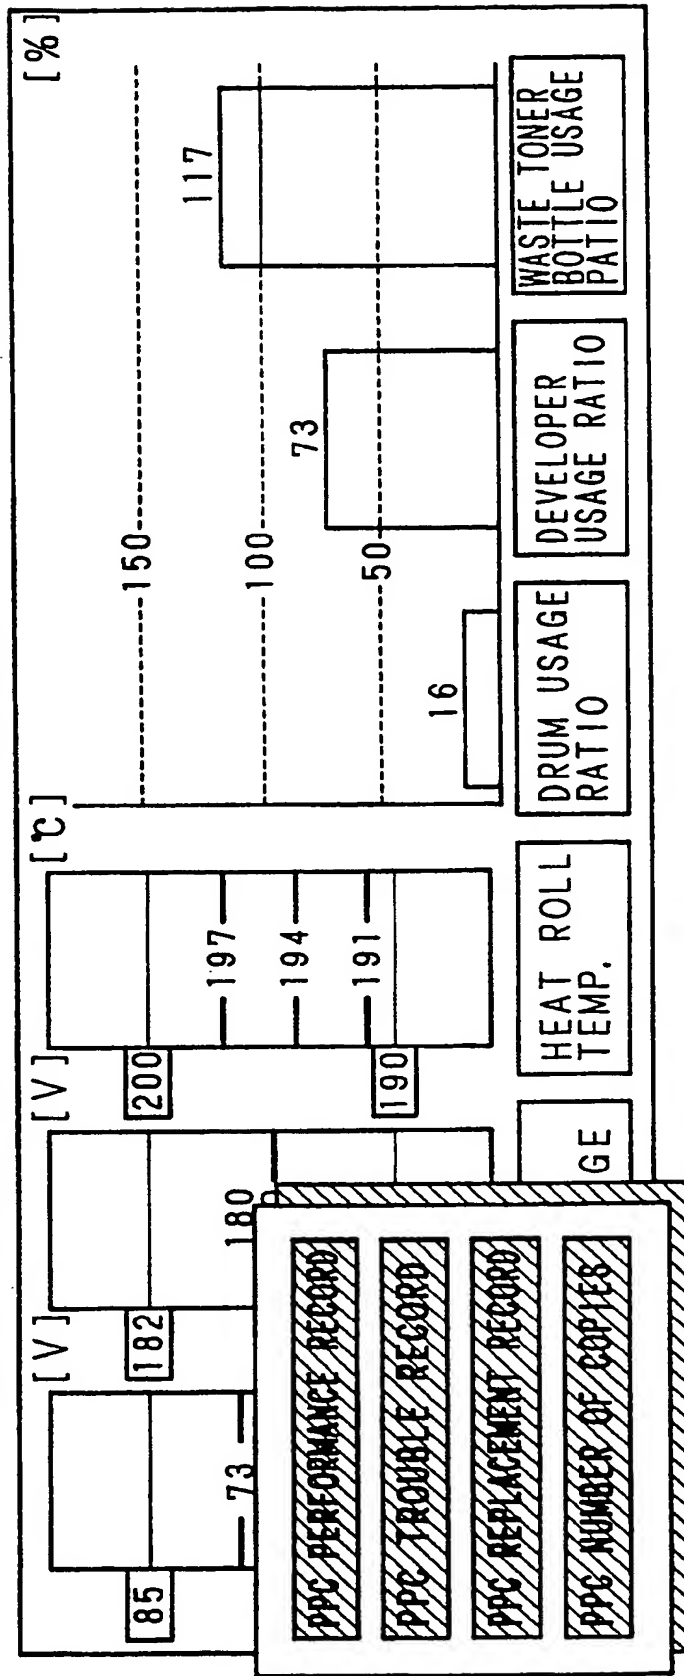 [V]
[V]
[℃]
[%]
85
73
182
180
200
197
194
191
190
150
100
50
16
73
117
GE
HEAT ROLL
TEMP.
DRUM USAGE
RATIO
DEVELOPER
USAGE RATIO
WASTE TONER
BOTTLE USAGE
PATIO
PPC PERFORMANCE RECORD
PPC TROUBLE RECORD
PPC REPLACEMENT RECORD
PPC NUMBER OF COPIES